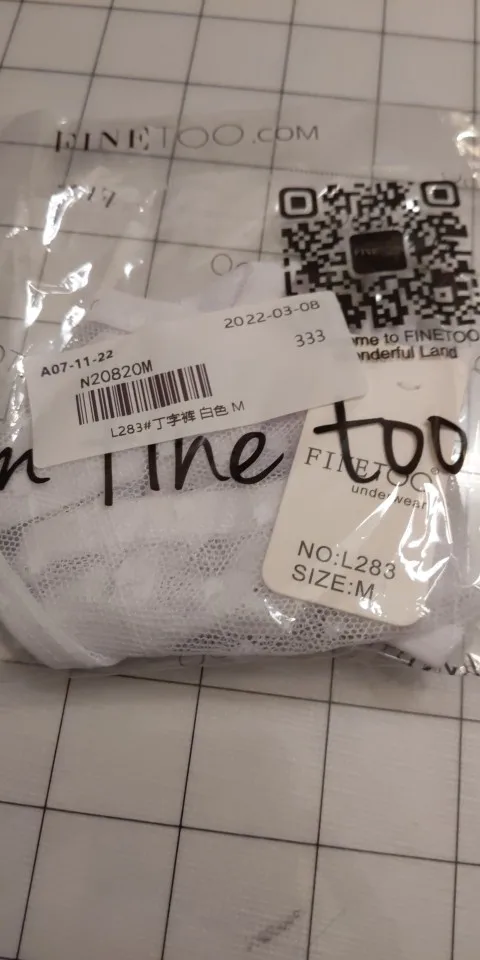 FINETOO.COM
me to FINETOO
nderful Land
2022-03-08
A07-11-22
333
N20820M
L283#丁字裤 白色 M
n fine too
FINETOO®
underwear
NO:L283
SIZE:M